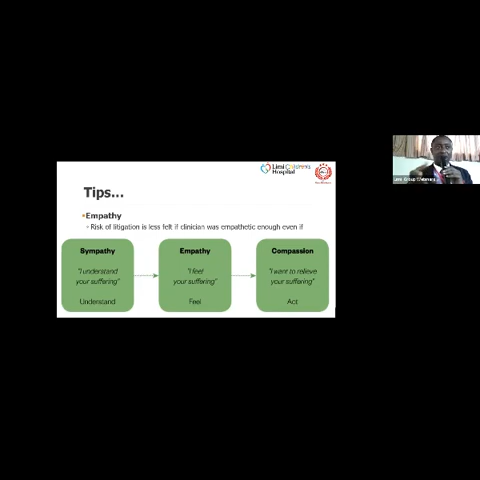 Hospital
Tips...
Empathy
Risk of litigation is less felt if clinician was empathetic enough even if
Sympathy
"I understand
your suffering"
Understand
Empathy
"I feel
your suffering"
Feel
Compassion
"I want to relieve
your suffering"
Act